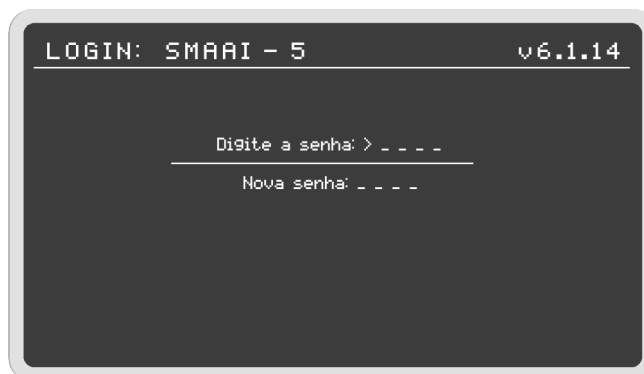 LOGIN: SMAAI - 5 v6.1.14
Digite a senha: > _ _ _ _
Nova senha: _ _ _ _